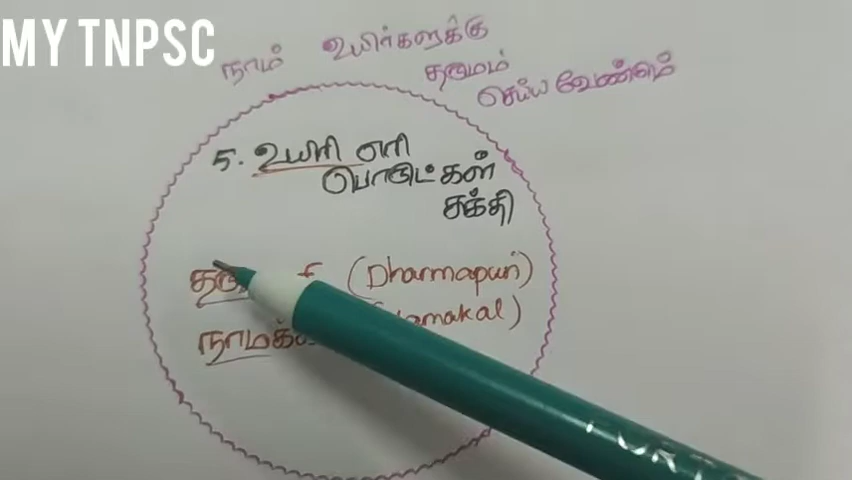 MY TNPSC
நாம் உயிர்களுக்கு
தருமம்
செய்ய வேண்டும்
5. உயிரி எரி
பொருட்கள்
சக்தி
(Dharmapuri)